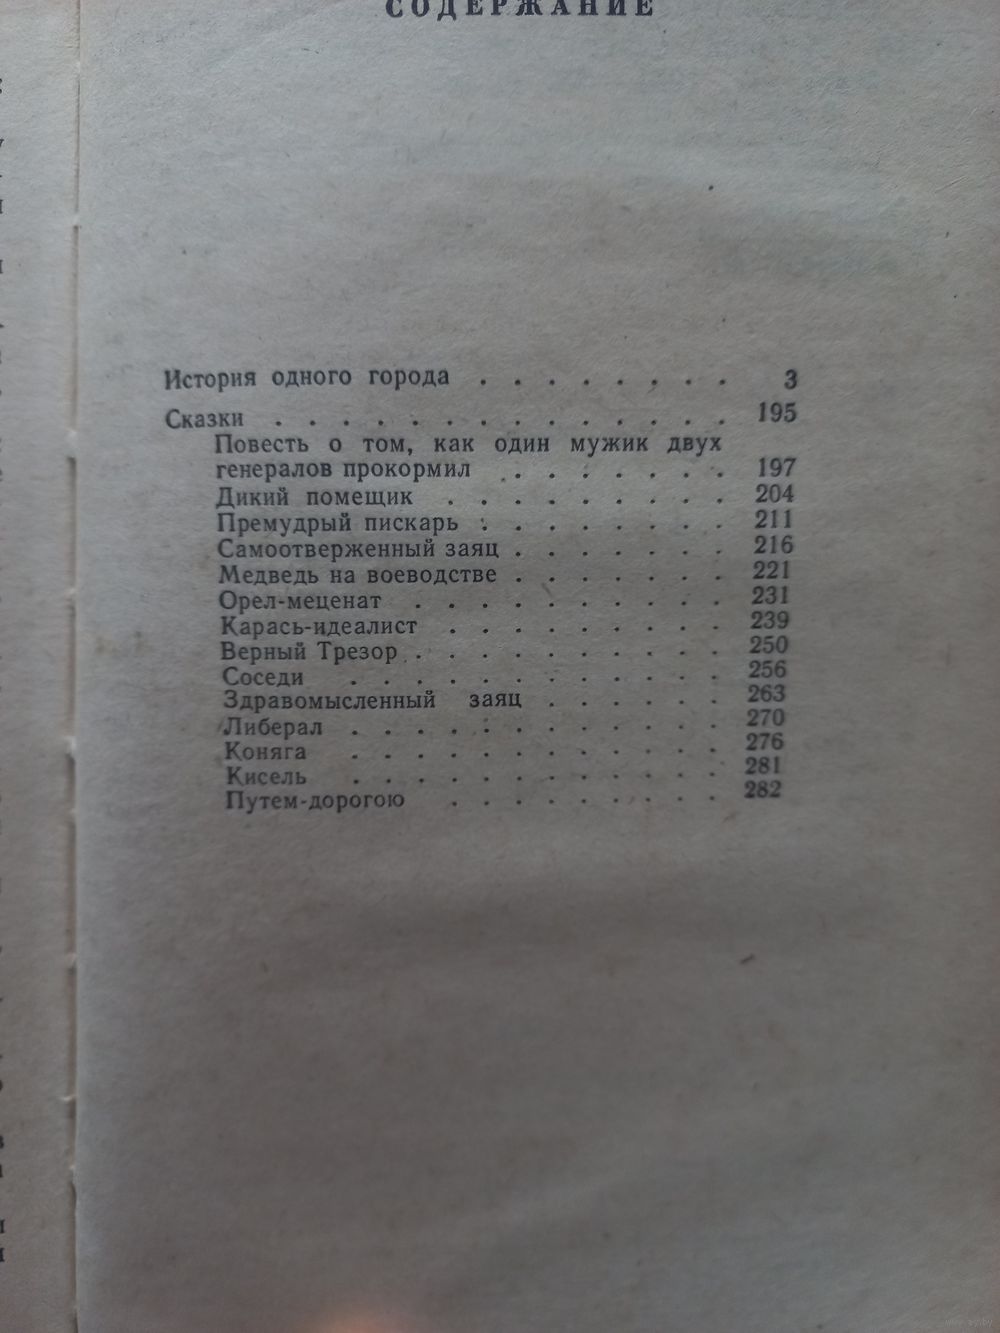 СОДЕРЖАНИЕ
История одного города . . . . . . . . 3
Сказки . . . . . . . . . . . . . . 195
Повесть о том, как один мужик двух
генералов прокормил . . . . . . . 197
Дикий помещик . . . . . . . . . 204
Премудрый пискарь . . . . . . . . 211
Самоотверженный заяц . . . . . . . 216
Медведь на воеводстве . . . . . . . 221
Орел-меценат . . . . . . . . . . 231
Карась-идеалист . . . . . . . . . 239
Верный Трезор . . . . . . . . . . 250
Соседи . . . . . . . . . . . . 256
Здравомысленный заяц . . . . . . 263
Либерал . . . . . . . . . . . . 270
Коняга . . . . . . . . . . . . 276
Кисель . . . . . . . . . . . . 281
Путем-дорогою . . . . . . . . . 282